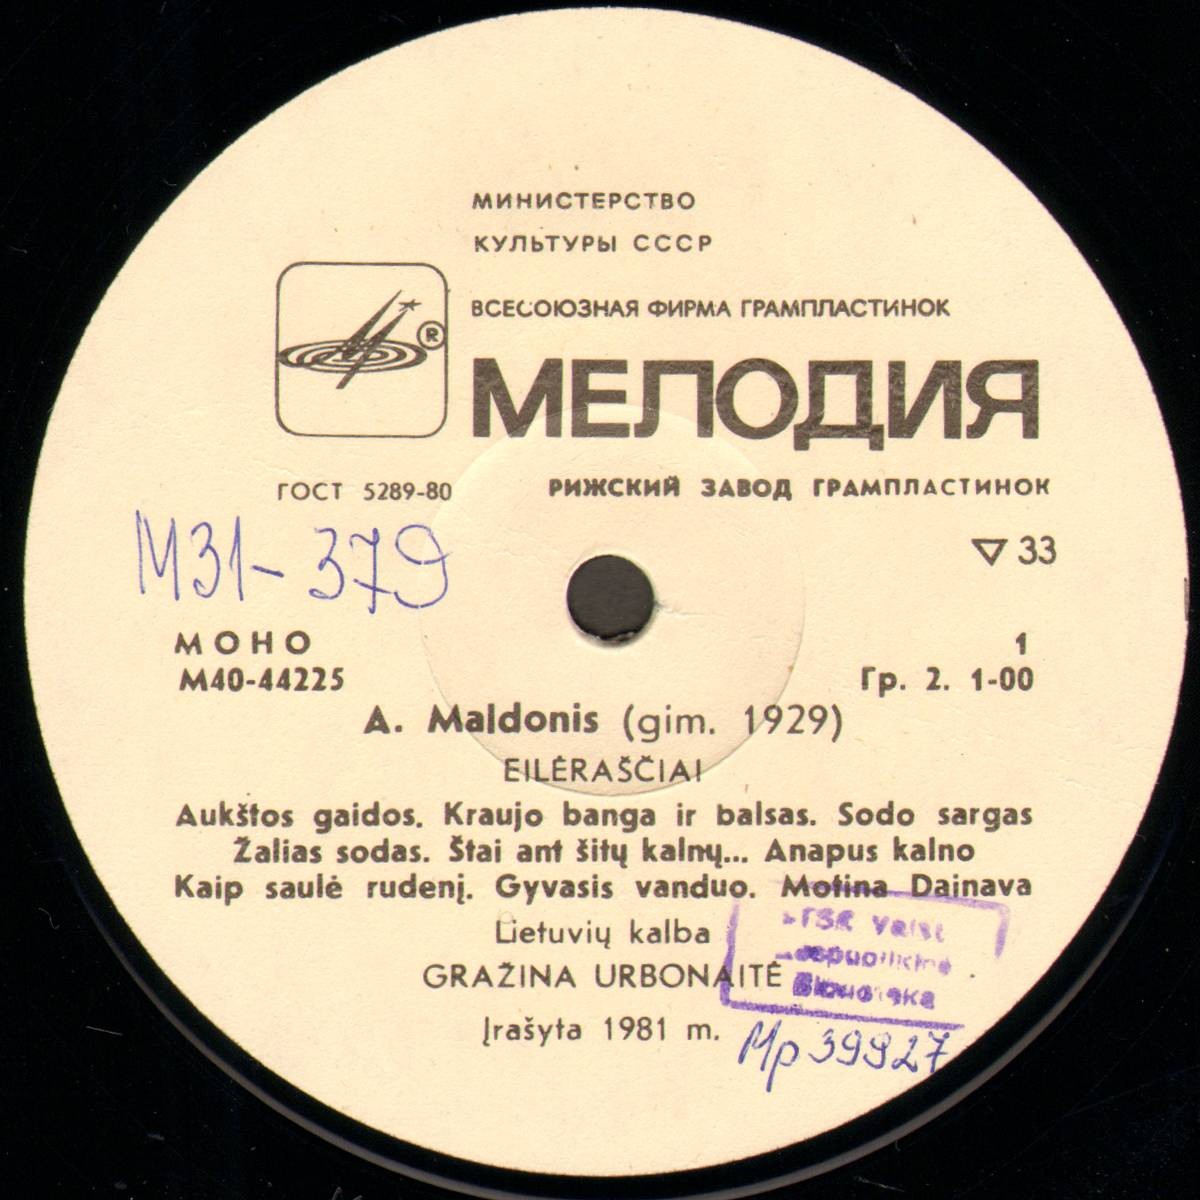 МИНИСТЕРСТВО
КУЛЬТУРЫ СССР
ВСЕСОЮЗНАЯ ФИРМА ГРАМПЛАСТИНОК
®
МЕЛОДИЯ
ГОСТ 5289-80
РИЖСКИЙ ЗАВОД ГРАМПЛАСТИНОК
М31-379
▽ 33
МОНО
1
М40-44225
Гр. 2. 1-00
A. Maldonis (gim. 1929)
EILĖRAŠČIAI
Aukštos gaidos. Kraujo banga ir balsas. Sodo sargas
Žalias sodas. Štai ant šitų kalnų... Anapus kalno
Kaip saulė rudenį. Gyvasis vanduo. Motina Dainava
Lietuvių kalba
GRAŽINA URBONAITĖ
Įrašyta 1981 m.
Mp 39927